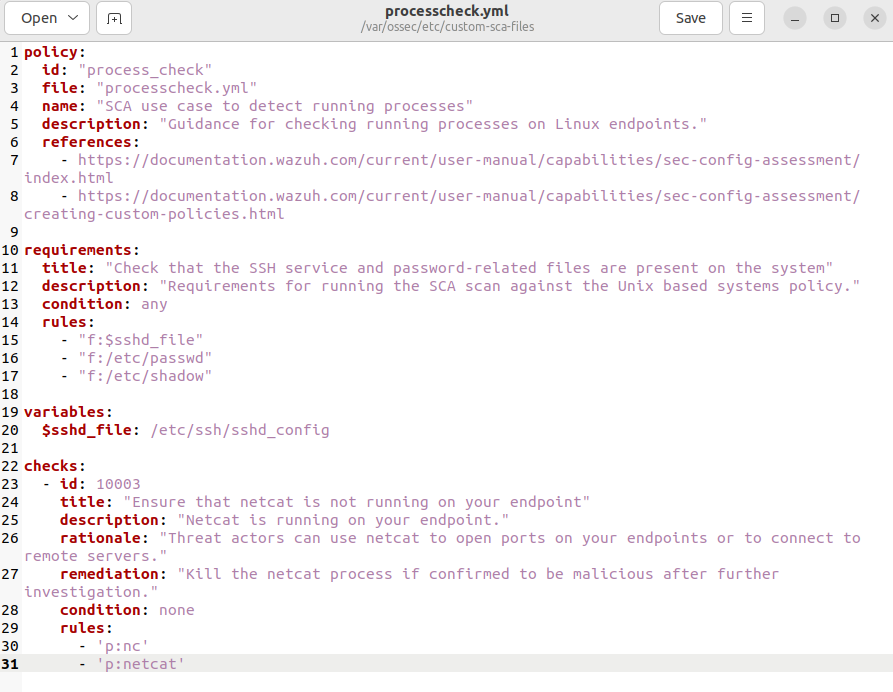 Open
processcheck.yml
/var/ossec/etc/custom-sca-files
Save
1 policy:
2   id: "process_check"
3   file: "processcheck.yml"
4   name: "SCA use case to detect running processes"
5   description: "Guidance for checking running processes on Linux endpoints."
6   references:
7     - https://documentation.wazuh.com/current/user-manual/capabilities/sec-config-assessment/
index.html
8     - https://documentation.wazuh.com/current/user-manual/capabilities/sec-config-assessment/
creating-custom-policies.html
9
10 requirements:
11   title: "Check that the SSH service and password-related files are present on the system"
12   description: "Requirements for running the SCA scan against the Unix based systems policy."
13   condition: any
14   rules:
15     - "f:$sshd_file"
16     - "f:/etc/passwd"
17     - "f:/etc/shadow"
18
19 variables:
20   $sshd_file: /etc/ssh/sshd_config
21
22 checks:
23   - id: 10003
24     title: "Ensure that netcat is not running on your endpoint"
25     description: "Netcat is running on your endpoint."
26     rationale: "Threat actors can use netcat to open ports on your endpoints or to connect to
remote servers."
27     remediation: "Kill the netcat process if confirmed to be malicious after further
investigation."
28     condition: none
29     rules:
30       - 'p:nc'
31       - 'p:netcat'